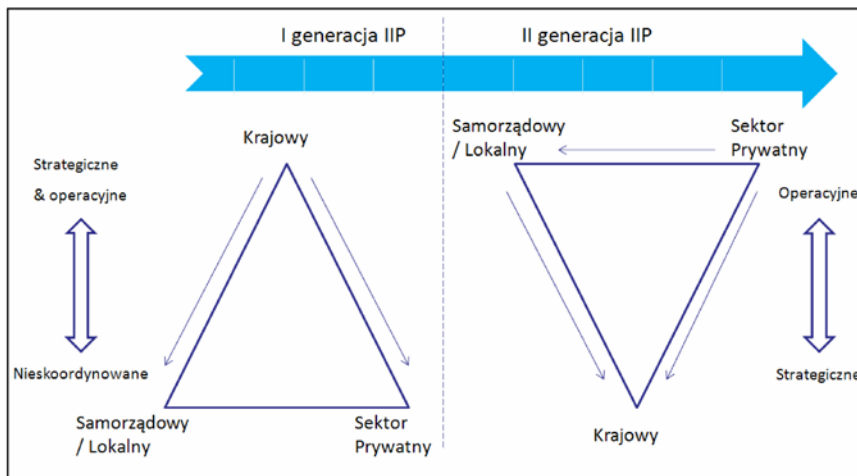 I generacja IIP
II generacja IIP
Krajowy
Strategiczne
& operacyjne
Nieskoordynowane
Samorządowy
/ Lokalny
Sektor
Prywatny
Samorządowy
/ Lokalny
Sektor
Prywatny
Operacyjne
Strategiczne
Krajowy